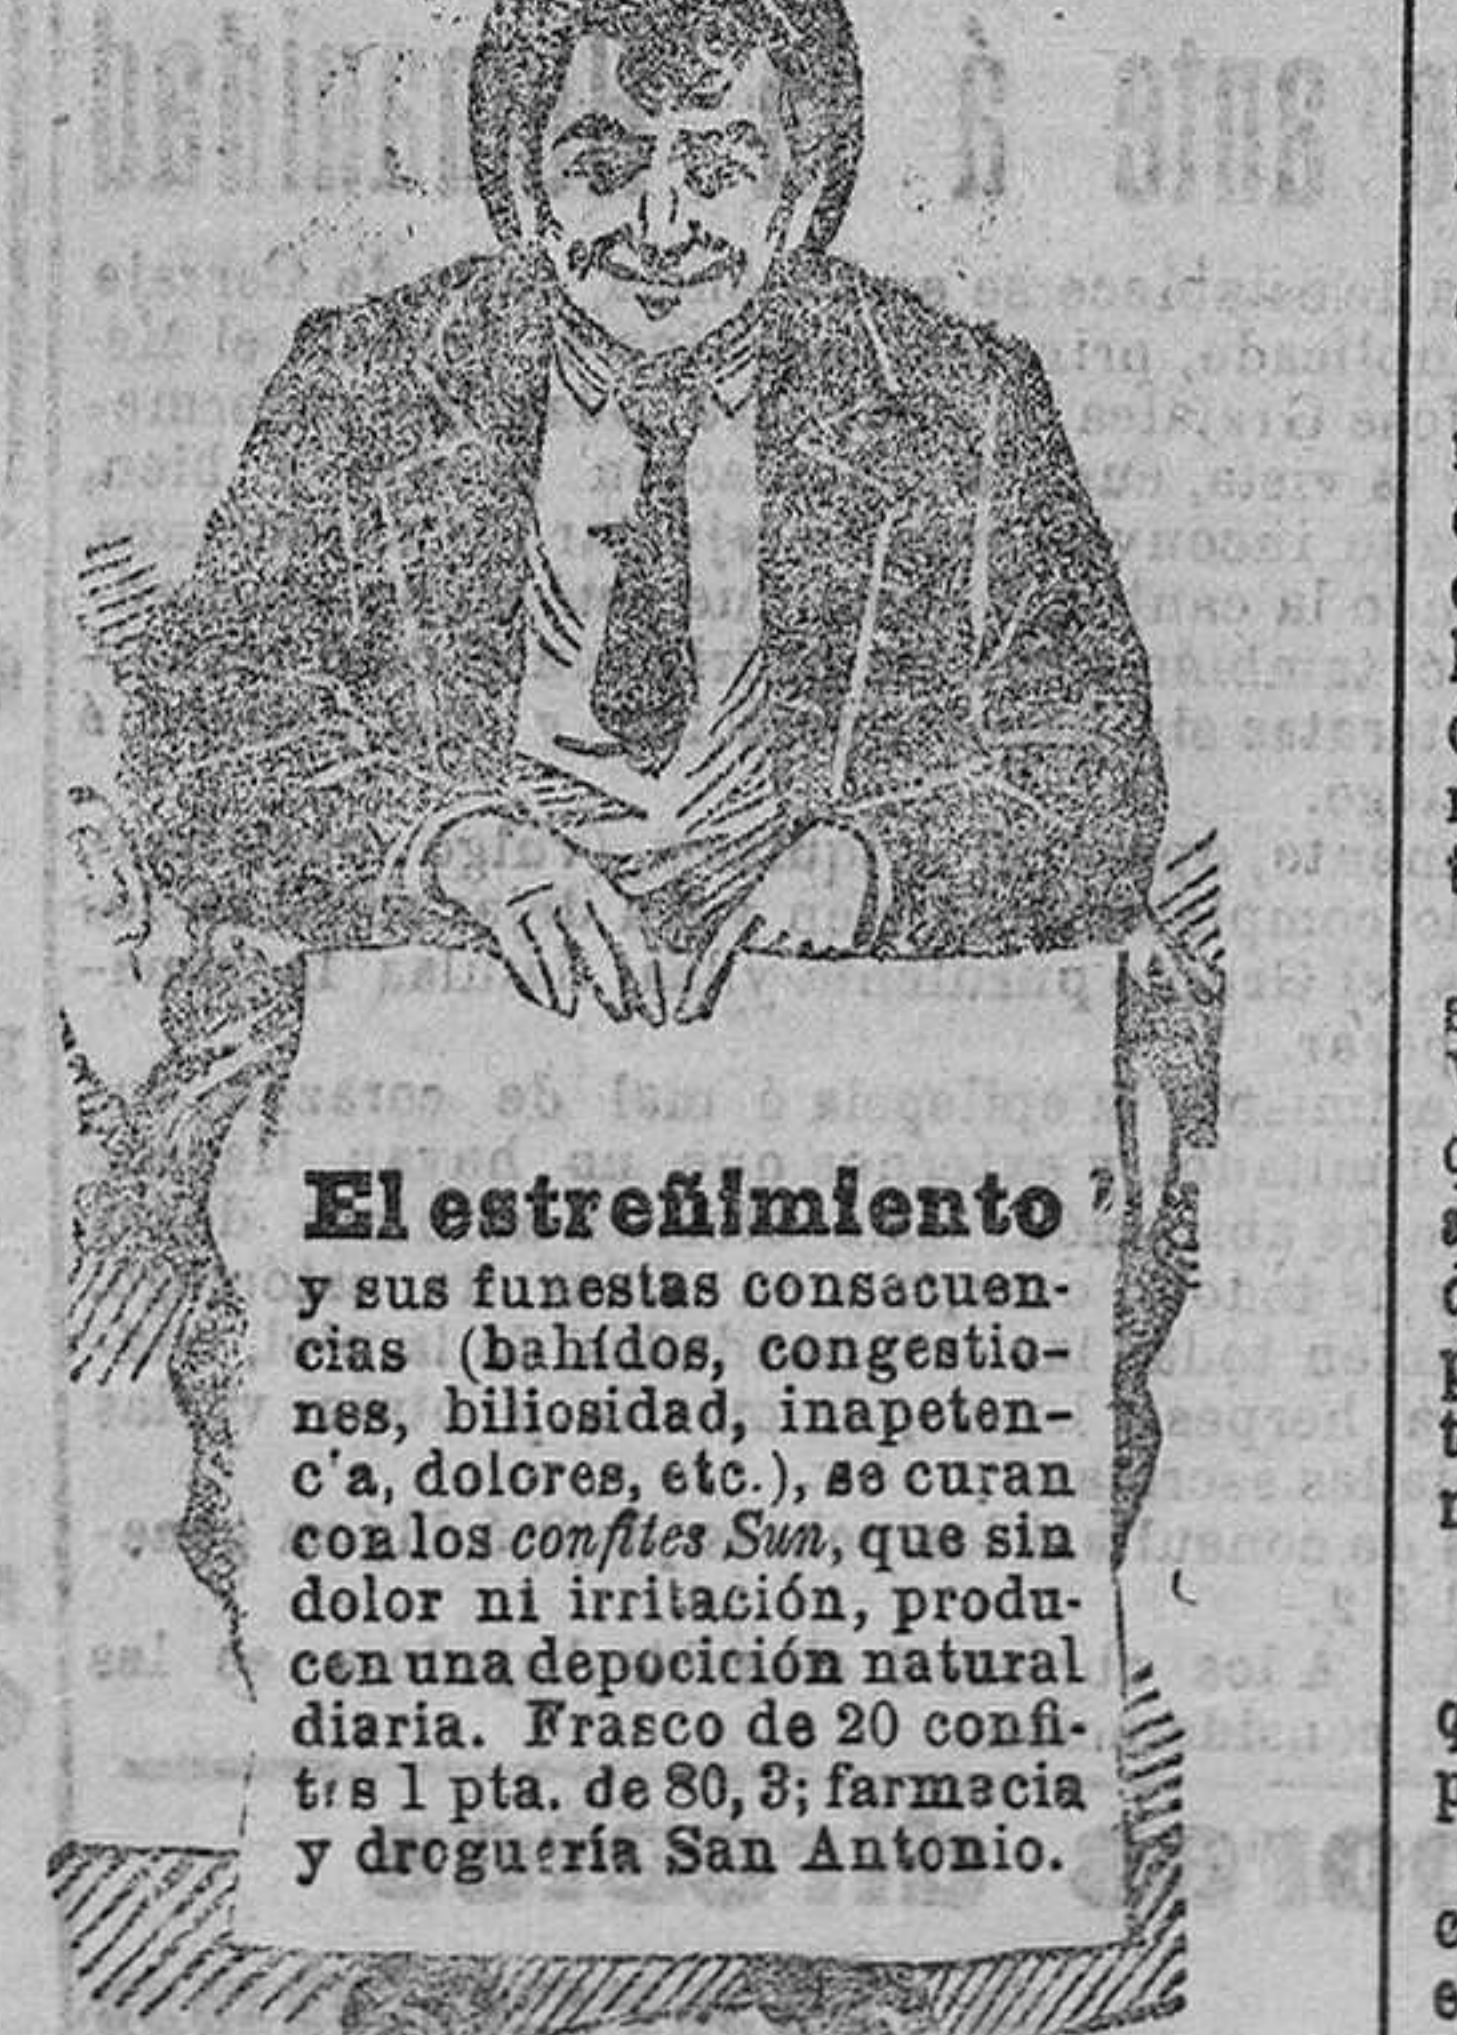 El estreñimiento
y sus funestas consecuen-
cias (bahídos, congestio-
nes, biliosidad, inapeten-
c'a, dolores, etc.), se curan
con los confites Sun, que sin
dolor ni irritación, produ-
cen una depocición natural
diaria. Frasco de 20 confi-
tes 1 pta. de 80, 3; farmacia
y droguería San Antonio.